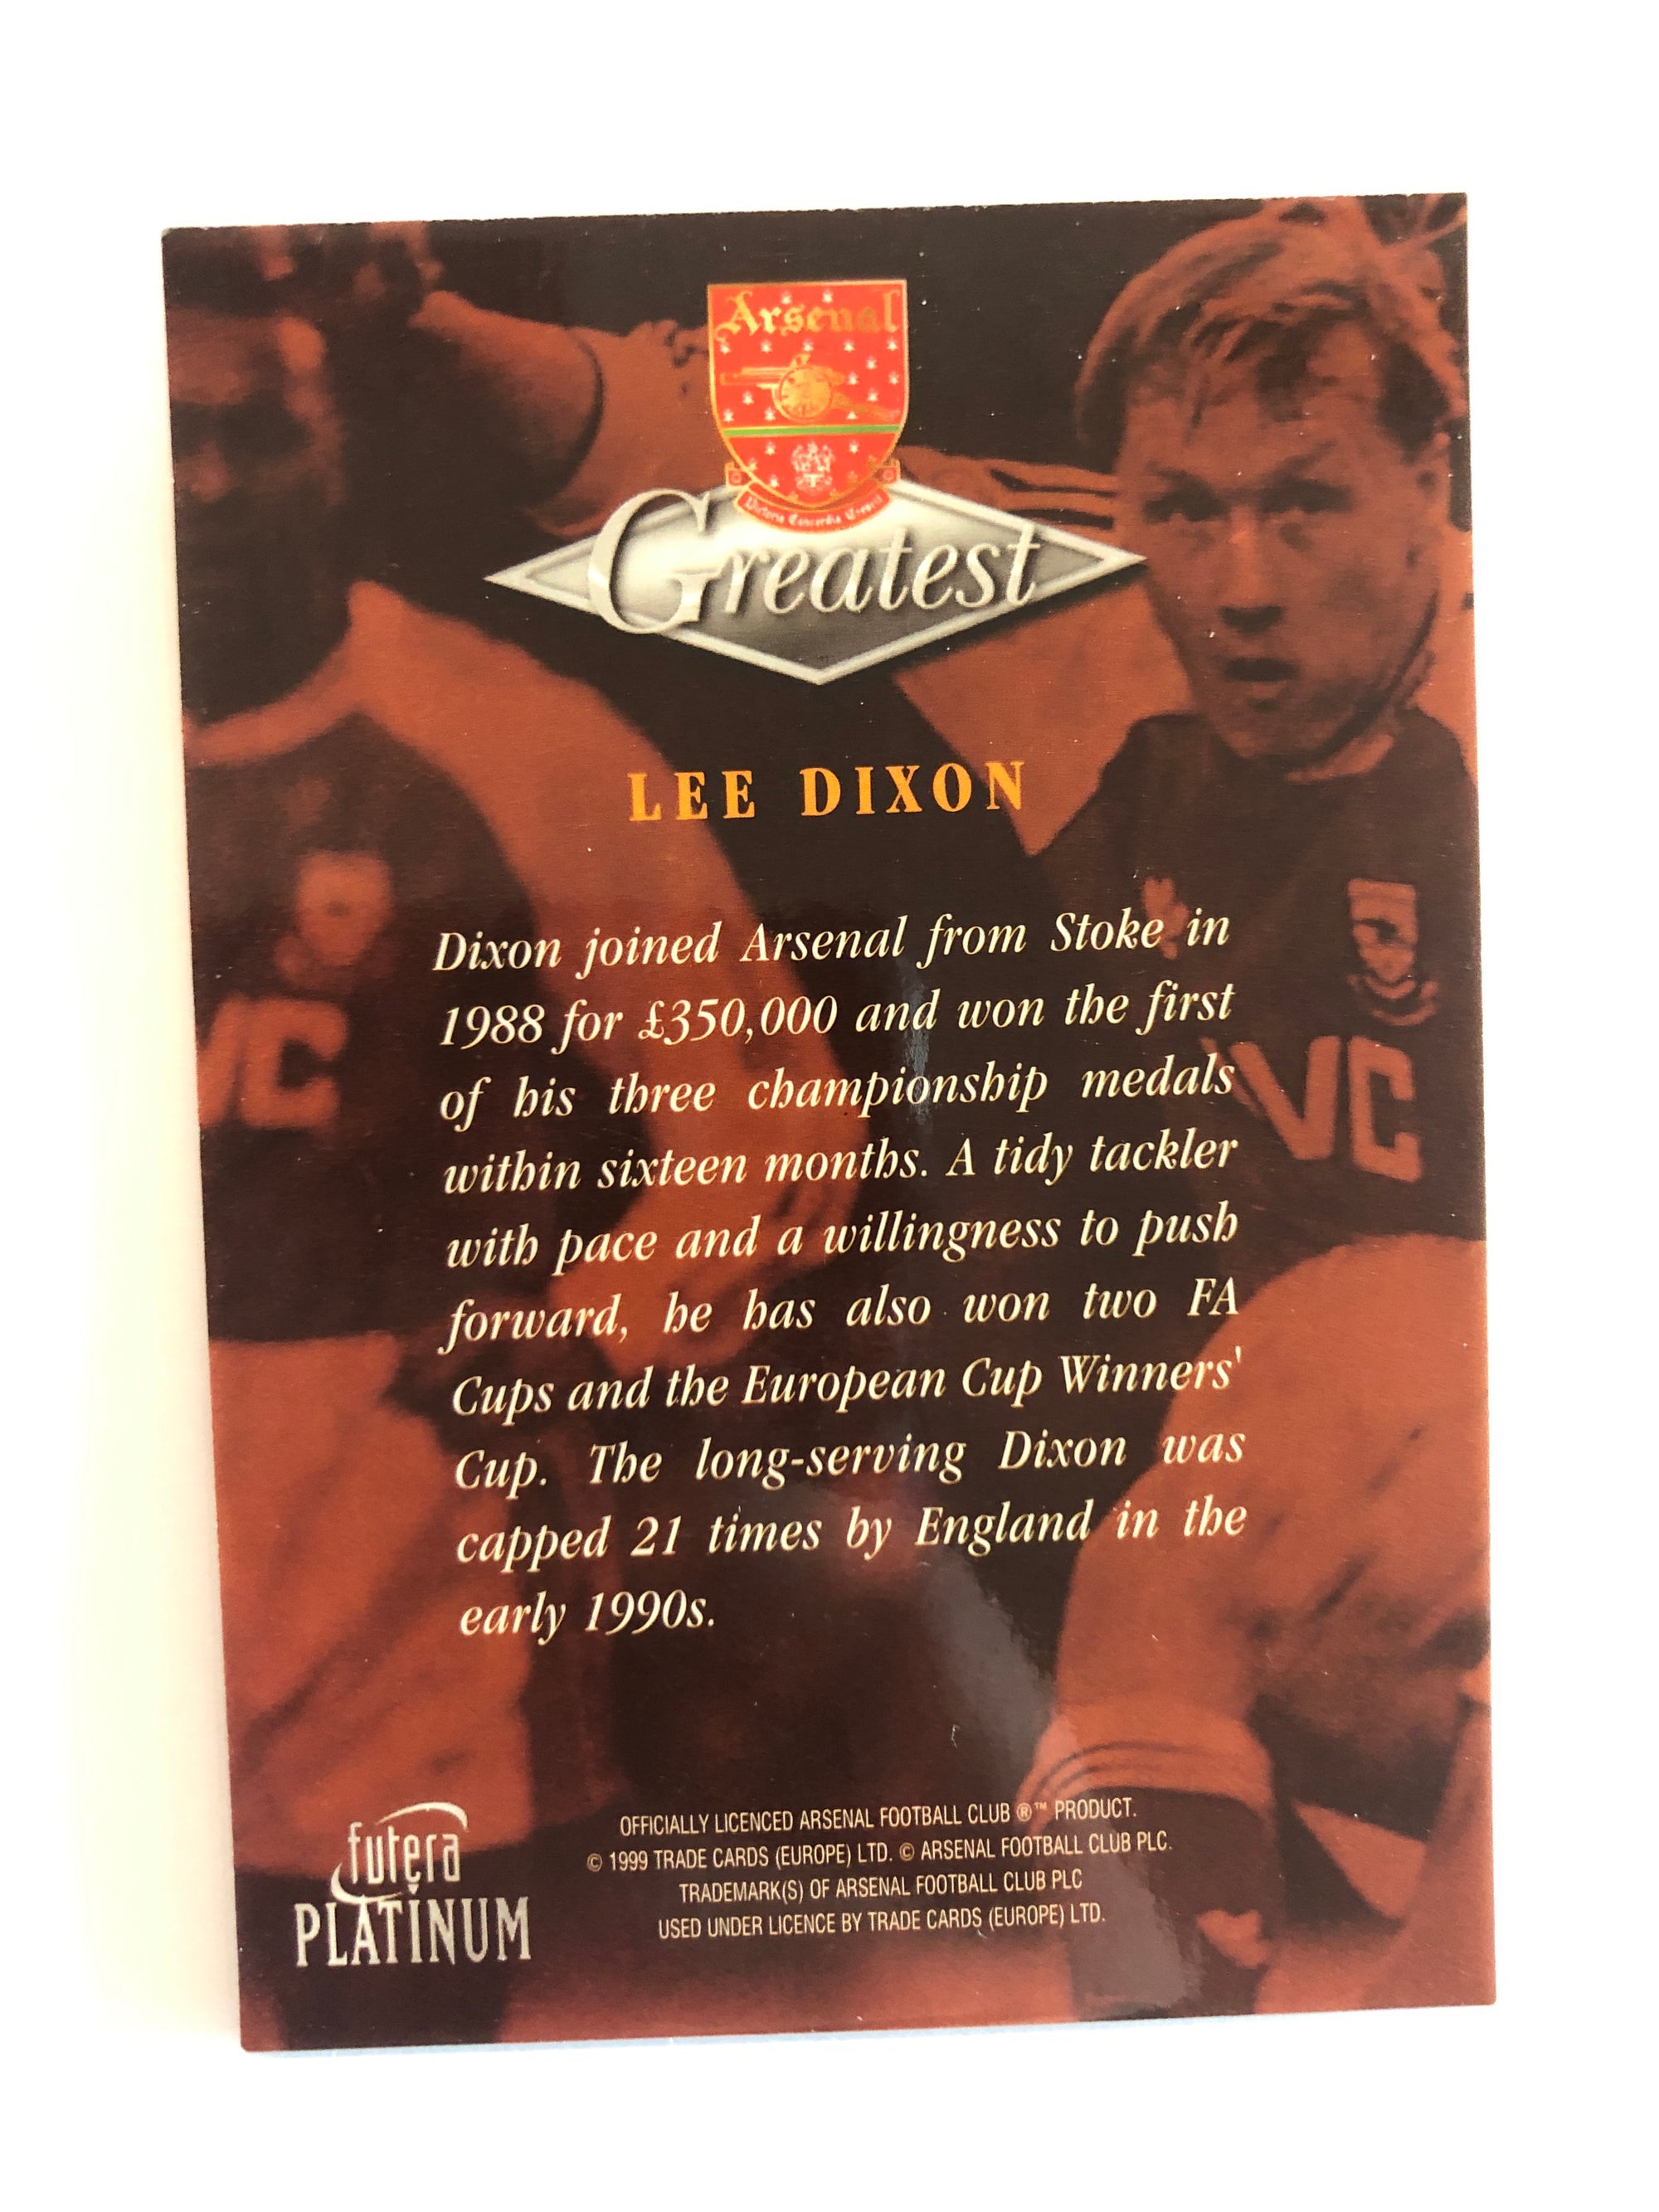 Arsenal
Victoria Concordia Crescit
Greatest
LEE DIXON
Dixon joined Arsenal from Stoke in
1988 for £350,000 and won the first
of his three championship medals
within sixteen months. A tidy tackler
with pace and a willingness to push
forward, he has also won two FA
Cups and the European Cup Winners'
Cup. The long-serving Dixon was
capped 21 times by England in the
early 1990s.
VC
VC
futera
PLATINUM
OFFICIALLY LICENCED ARSENAL FOOTBALL CLUB ®™ PRODUCT.
© 1999 TRADE CARDS (EUROPE) LTD. © ARSENAL FOOTBALL CLUB PLC.
TRADEMARK(S) OF ARSENAL FOOTBALL CLUB PLC
USED UNDER LICENCE BY TRADE CARDS (EUROPE) LTD.